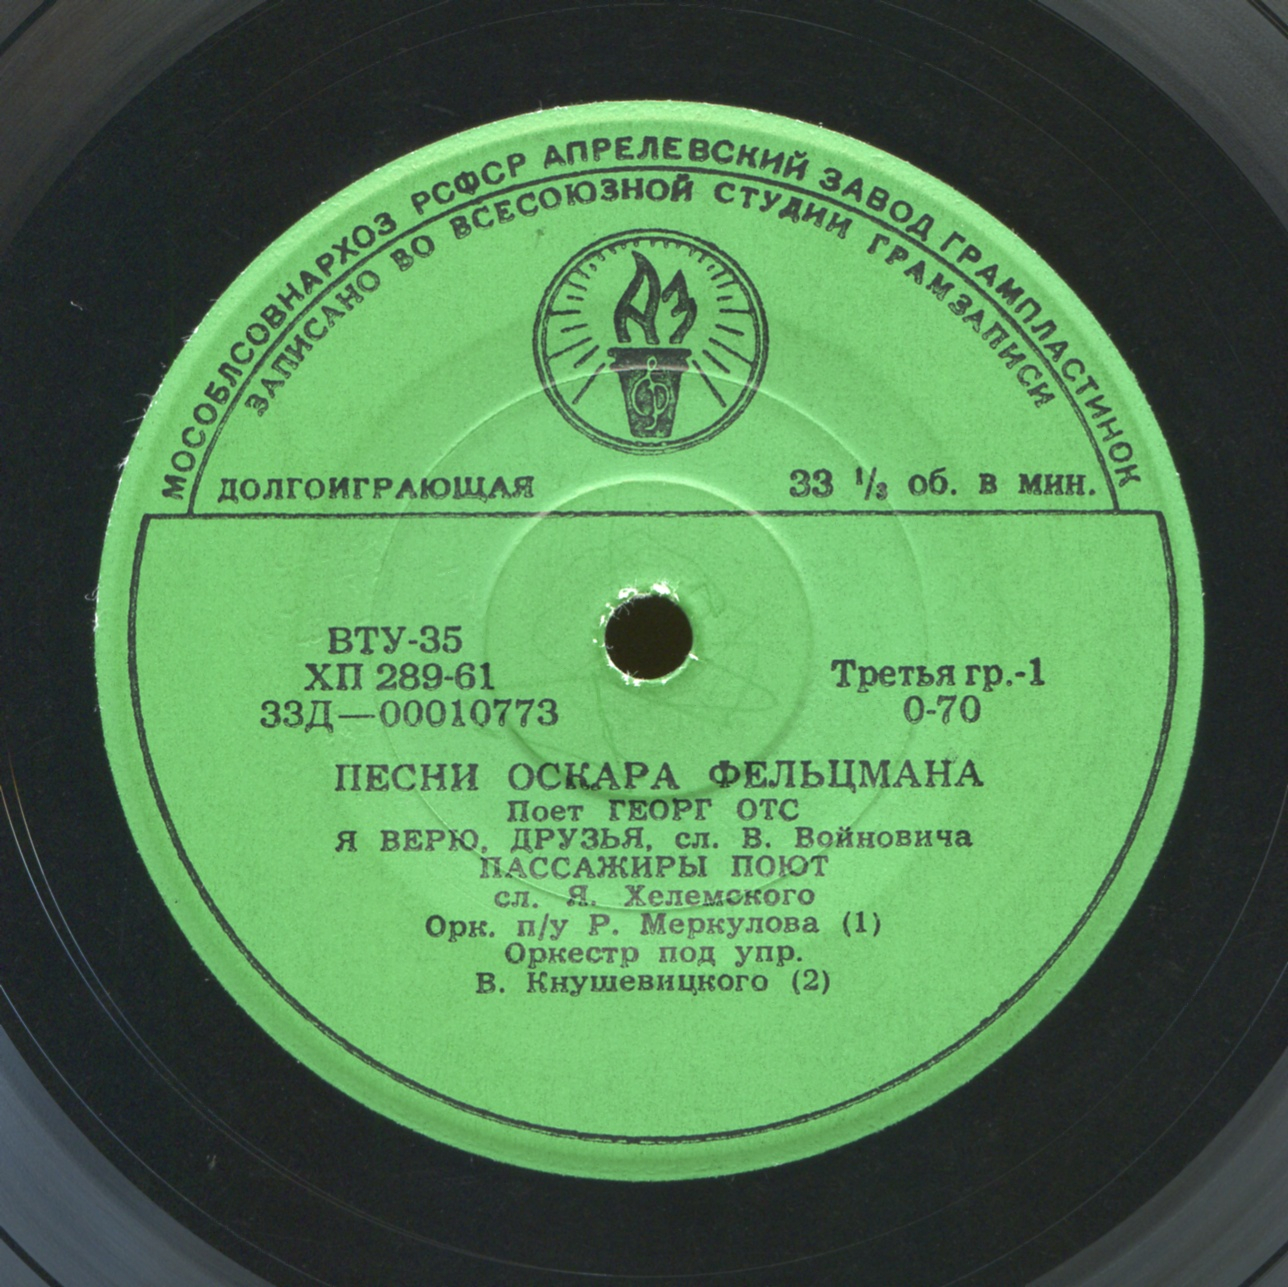 МОСОБЛСОВНАРХОЗ РСФСР АПРЕЛЕВСКИЙ ЗАВОД ГРАМПЛАСТИНОК
ЗАПИСАНО ВО ВСЕСОЮЗНОЙ СТУДИИ ГРАМЗАПИСИ
АЗ
ДОЛГОИГРАЮЩАЯ 33 1/3 об. в мин.
ВТУ-35
ХП 289-61
33Д—00010773
Третья гр.-1
0-70
ПЕСНИ ОСКАРА ФЕЛЬЦМАНА
Поет ГЕОРГ ОТС
Я ВЕРЮ, ДРУЗЬЯ, сл. В. Войновича
ПАССАЖИРЫ ПОЮТ
сл. Я. Хелемского
Орк. п/у Р. Меркулова (1)
Оркестр под упр.
В. Кнушевицкого (2)